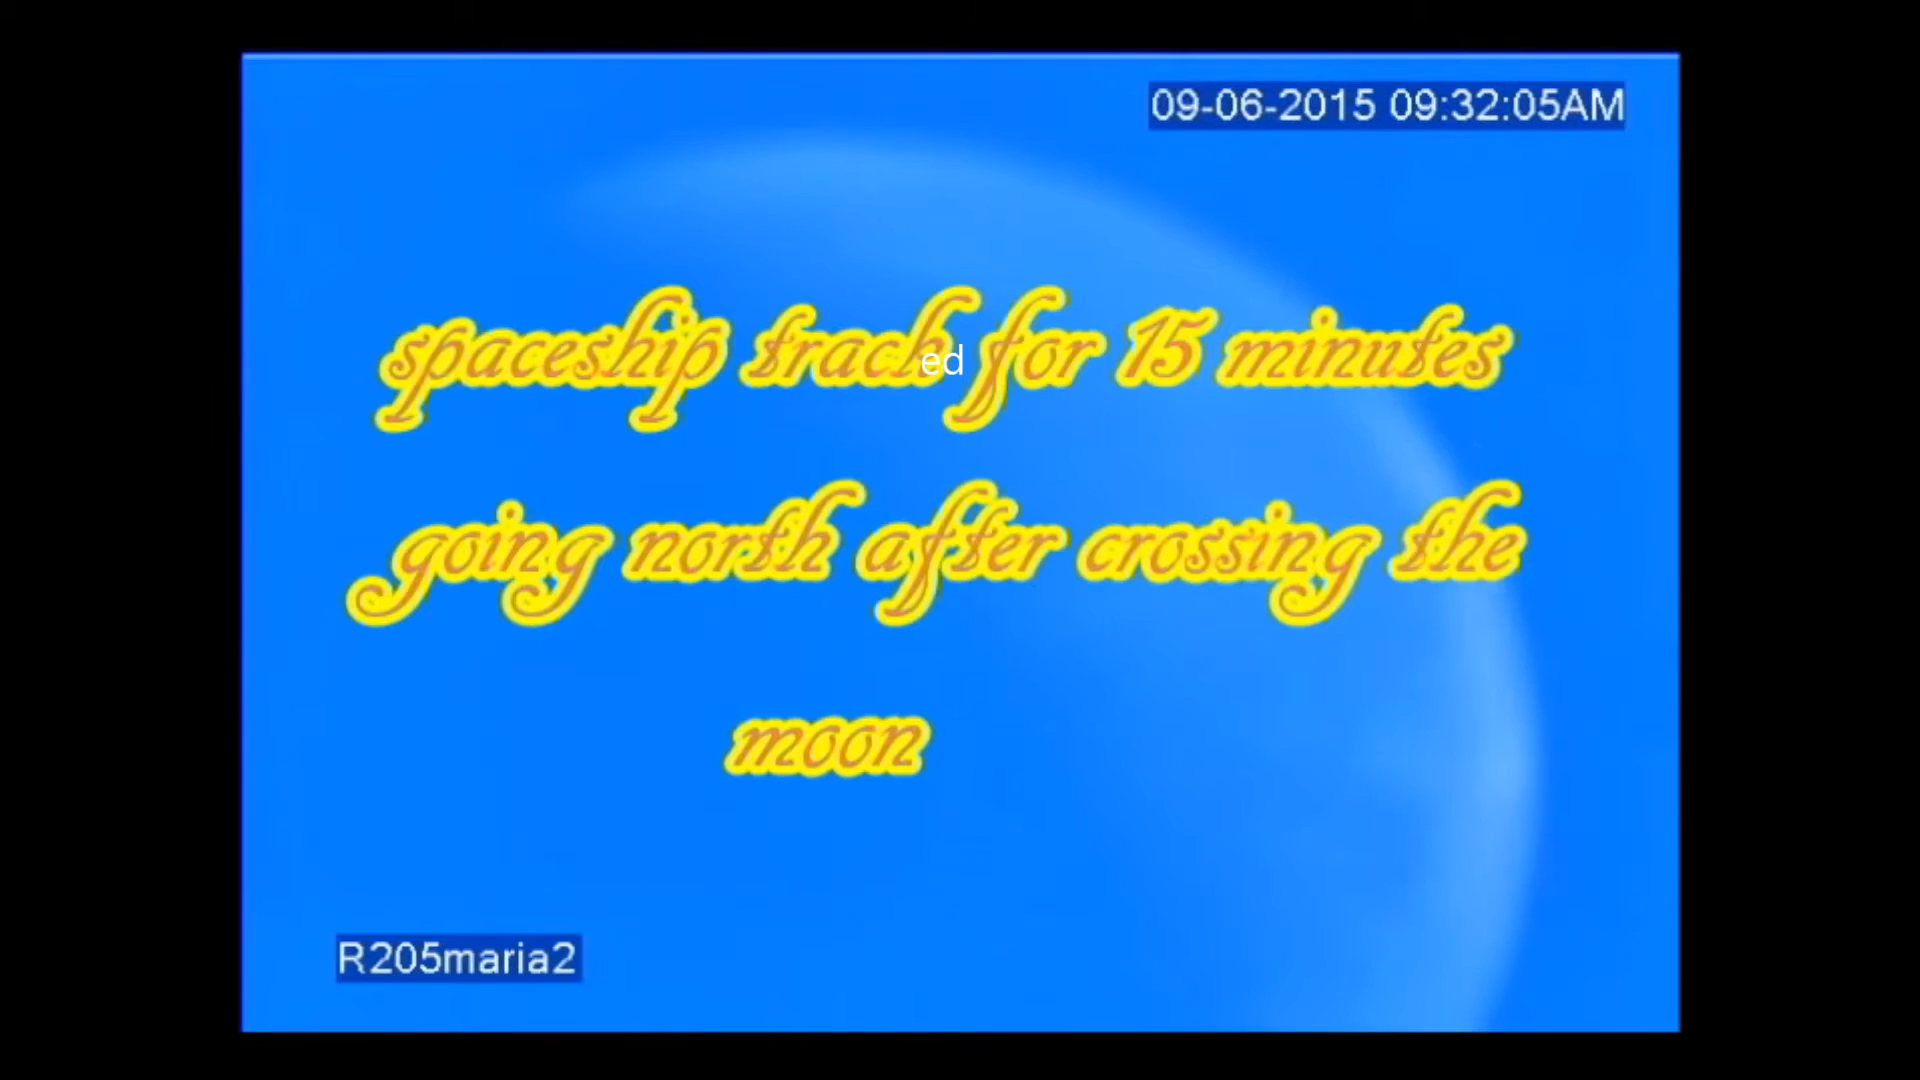 09-06-2015 09:32:05AM
spaceship tracked for 15 minutes
going north after crossing the
moon
R205maria2